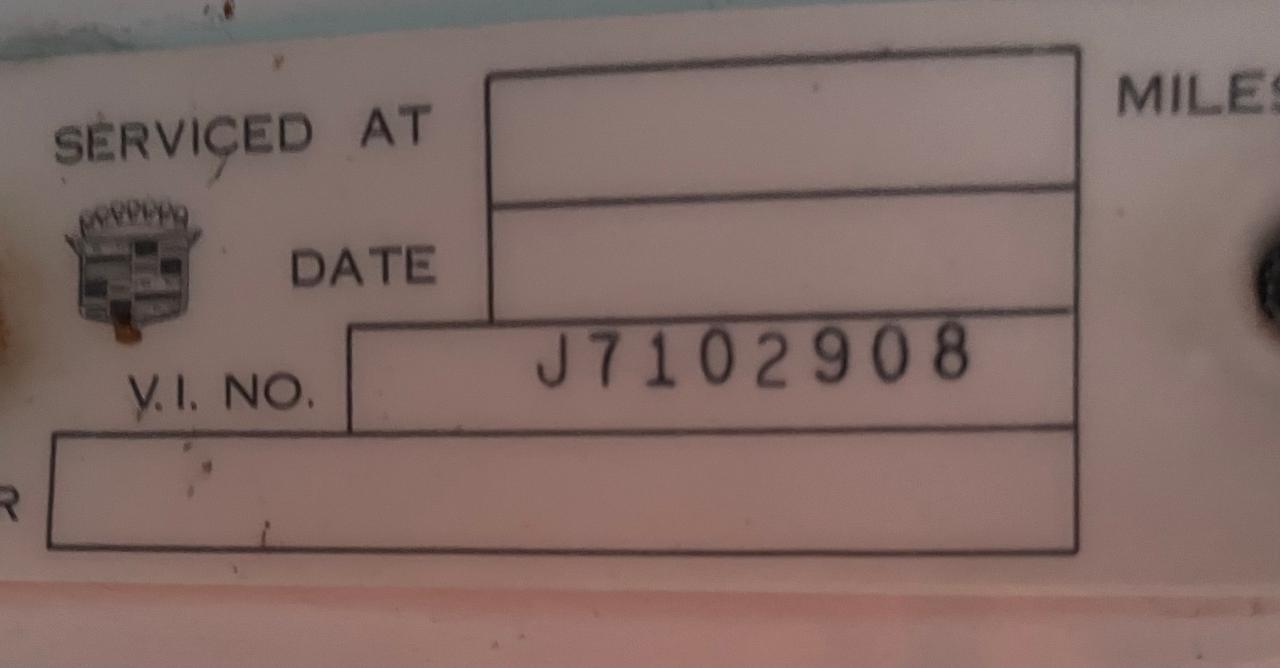 SERVICED AT
MILES
DATE
V.I. NO. J7102908
R